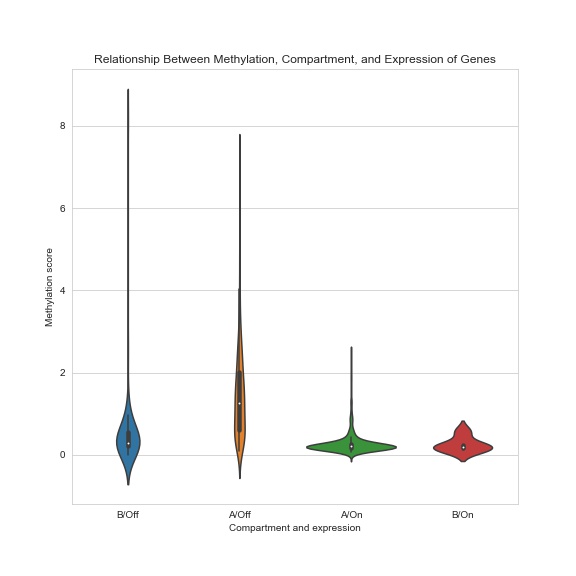 Relationship Between Methylation, Compartment, and Expression of Genes
Methylation score
8
6
4
2
0
B/Off
A/Off
A/On
B/On
Compartment and expression